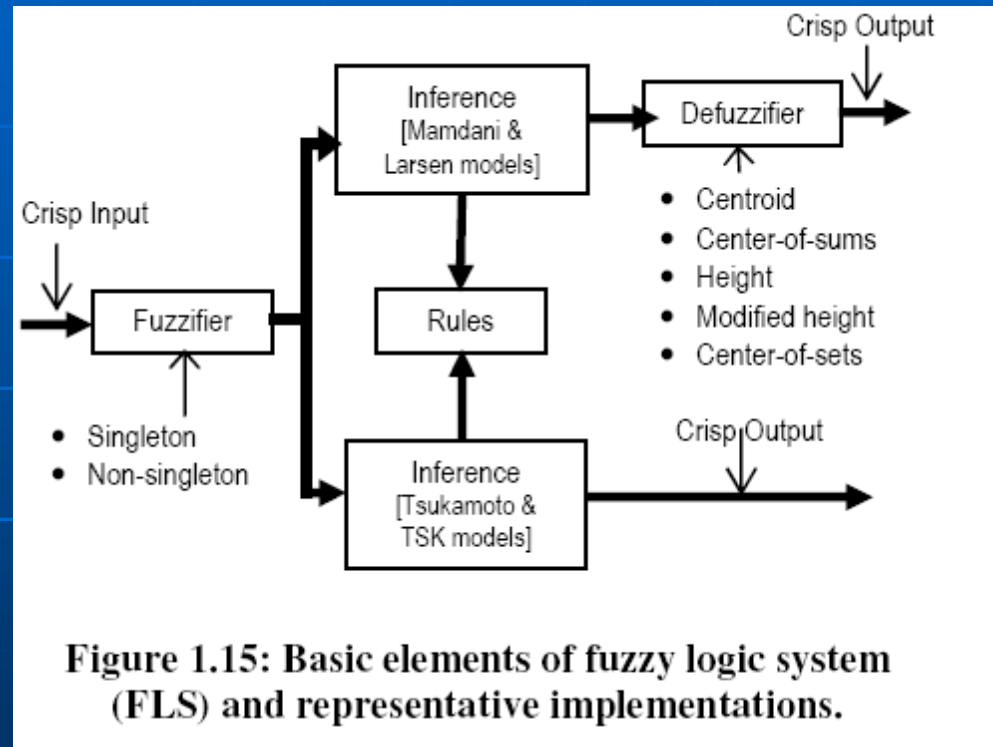 Crisp Output
Inference
[Mamdani &
Larsen models]
Defuzzifier
Crisp Input
• Centroid
• Center-of-sums
• Height
• Modified height
• Center-of-sets
Fuzzifier
Rules
• Singleton
• Non-singleton
Crisp Output
Inference
[Tsukamoto &
TSK models]
Figure 1.15: Basic elements of fuzzy logic system
(FLS) and representative implementations.